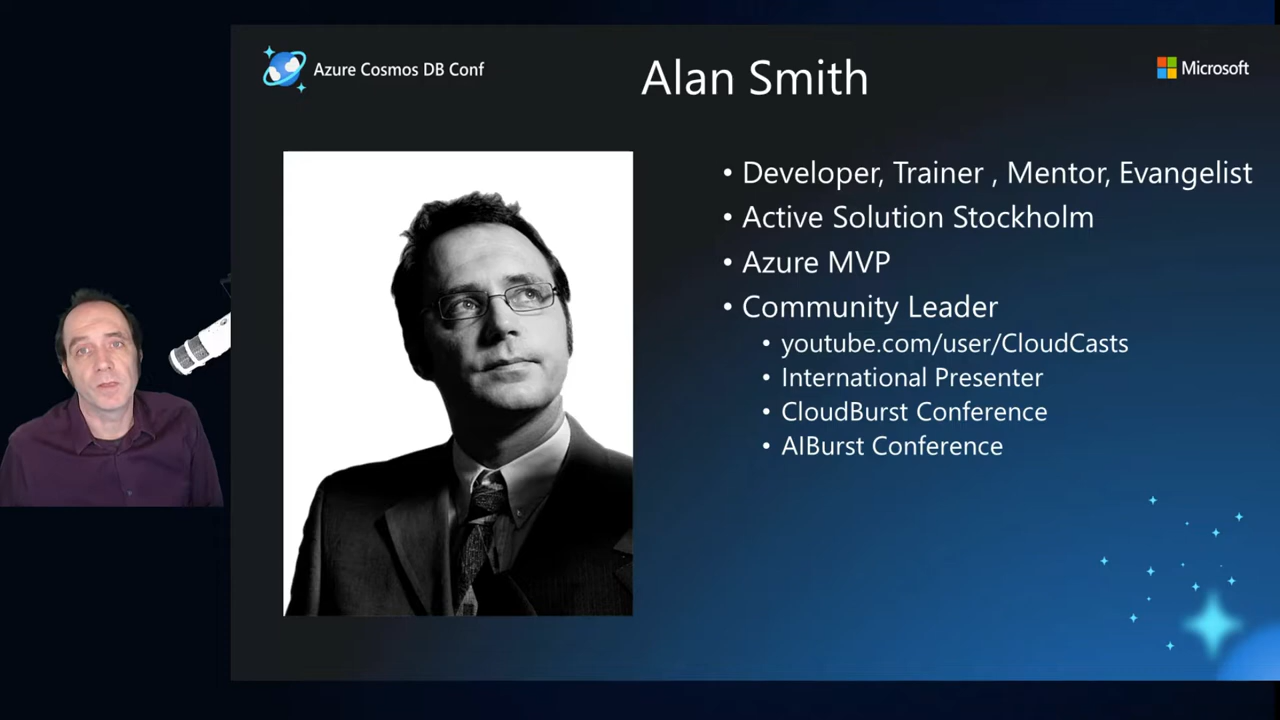 Azure Cosmos DB Conf
Alan Smith
Microsoft
• Developer, Trainer , Mentor, Evangelist
• Active Solution Stockholm
• Azure MVP
• Community Leader
• youtube.com/user/CloudCasts
• International Presenter
• CloudBurst Conference
• AIBurst Conference